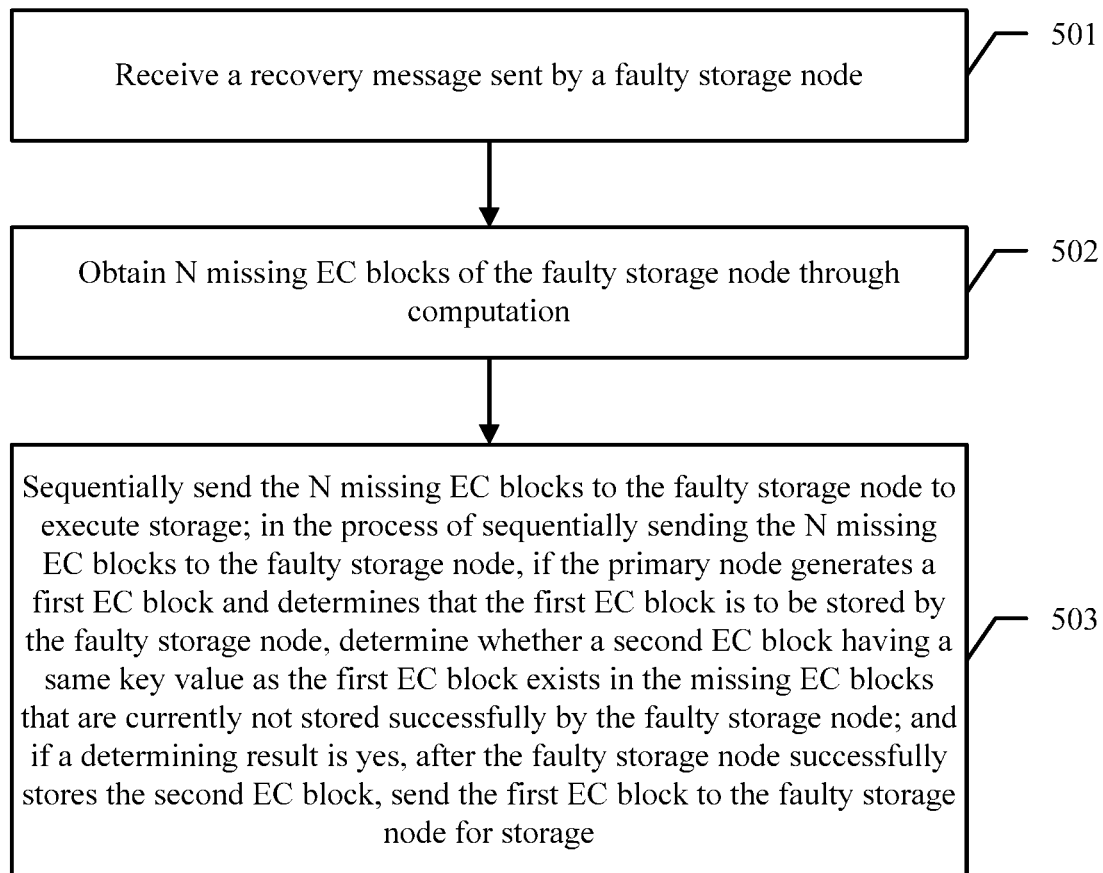 Receive a recovery message sent by a faulty storage node
501
Obtain N missing EC blocks of the faulty storage node through
computation
502
Sequentially send the N missing EC blocks to the faulty storage node to
execute storage; in the process of sequentially sending the N missing
EC blocks to the faulty storage node, if the primary node generates a
first EC block and determines that the first EC block is to be stored by
the faulty storage node, determine whether a second EC block having a
same key value as the first EC block exists in the missing EC blocks
that are currently not stored successfully by the faulty storage node; and
if a determining result is yes, after the faulty storage node successfully
stores the second EC block, send the first EC block to the faulty storage
node for storage
503